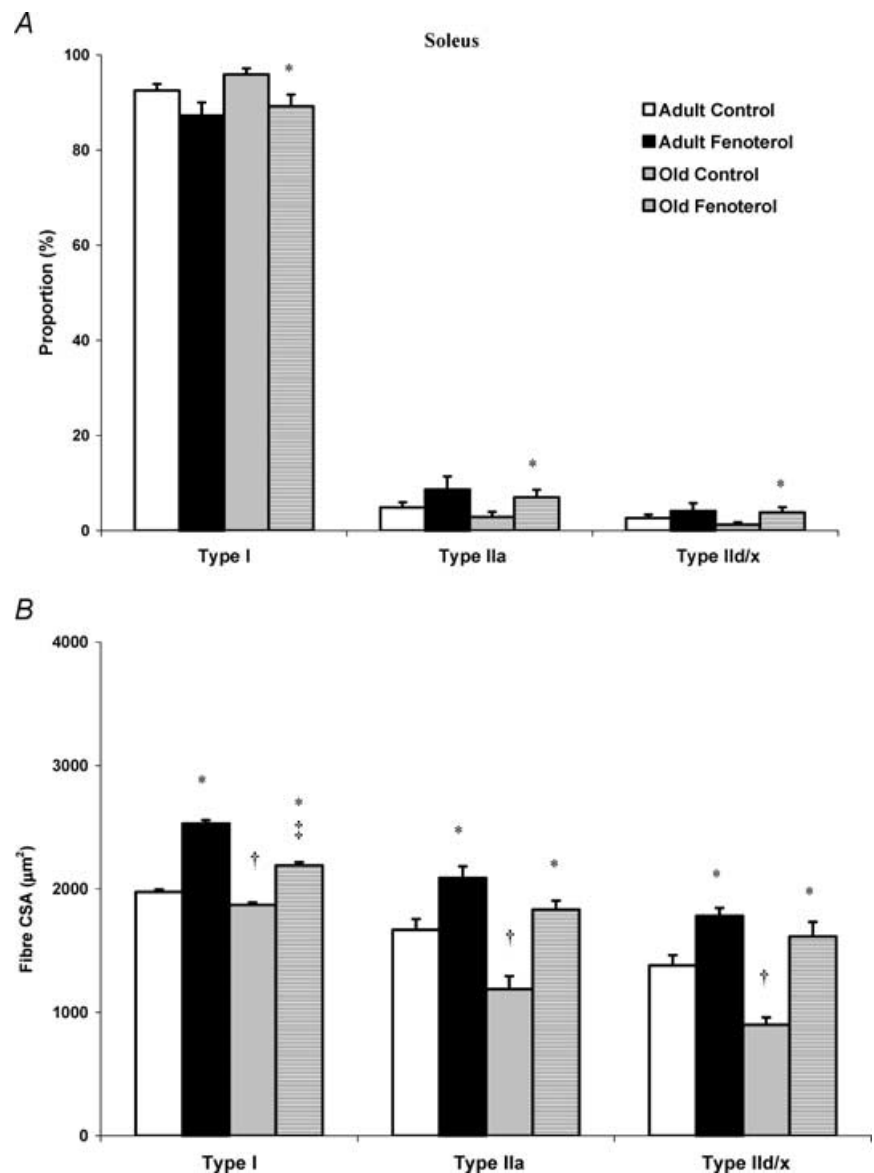 A
Soleus
100
80
60
40
20
0
Proportion (%)
Adult Control
Adult Fenoterol
Old Control
Old Fenoterol
*
*
*
Type I Type IIa Type IId/x
B
4000
3000
2000
1000
0
Fibre CSA (µm²)
* † * ‡
* † *
* † *
Type I Type IIa Type IId/x